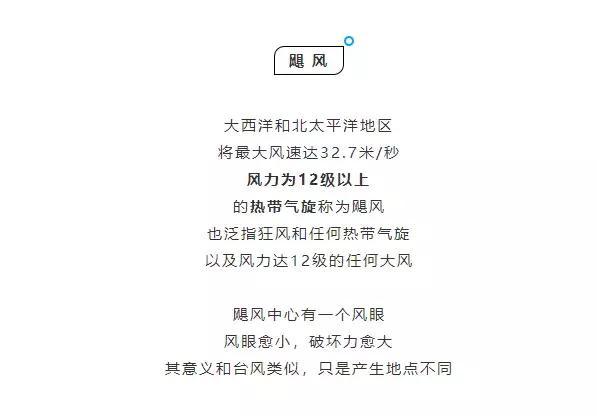 飓风
大西洋和北太平洋地区
将最大风速达32.7米/秒
风力为12级以上
的热带气旋称为飓风
也泛指狂风和任何热带气旋
以及风力达12级的任何大风
飓风中心有一个风眼
风眼愈小，破坏力愈大
其意义和台风类似，只是产生地点不同